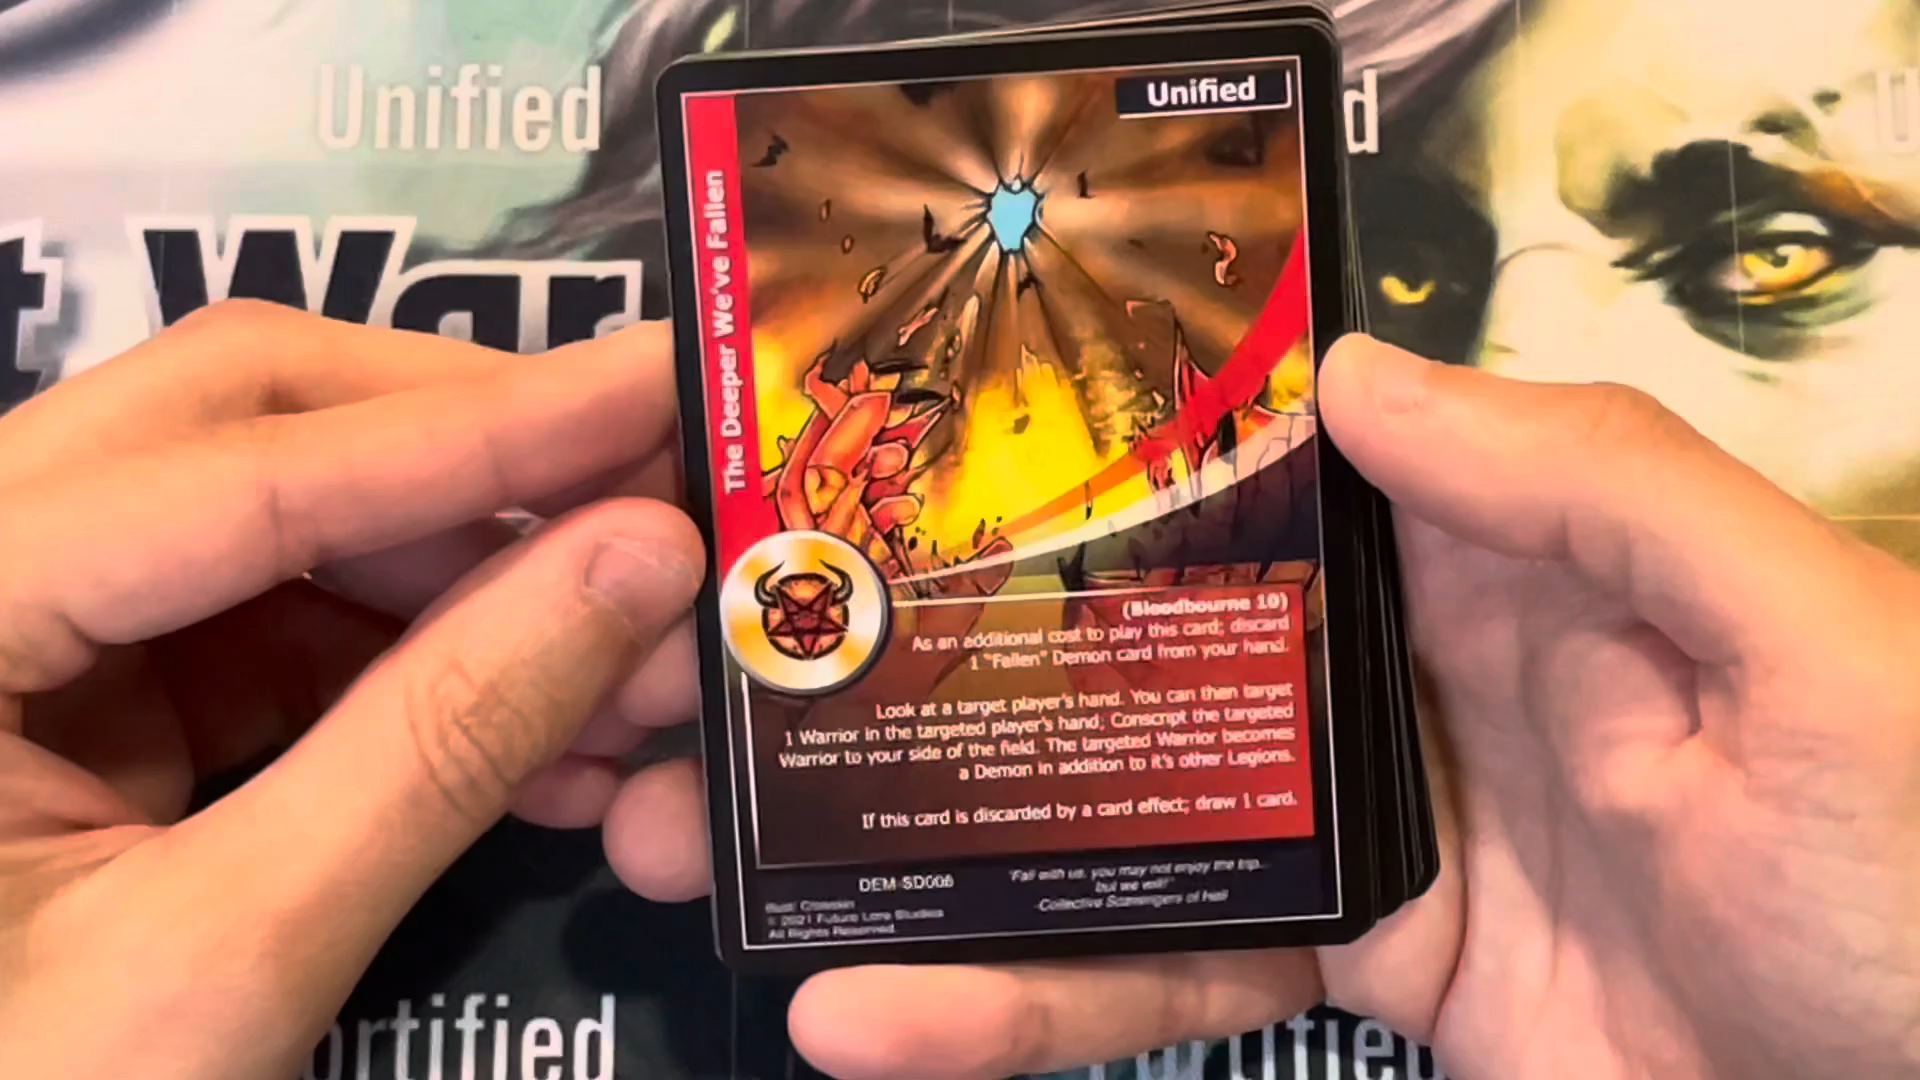 Unified
Unified
t War
The Deeper We've Fallen
(Bloodbourne 10)
As an additional cost to play this card; discard
1 "Fallen" Demon card from your hand.
Look at a target player's hand. You can then target
1 Warrior in the targeted player's hand; Conscript the targeted
Warrior to your side of the field. The targeted Warrior becomes
a Demon in addition to it's other Legions.
If this card is discarded by a card effect; draw 1 card.
DEM-SD006
"Fall with us, you may not enjoy the trip...
but we will!"
-Collective Scavengers of Hell
© 2021 Future Lore Studios
All Rights Reserved.
ortified